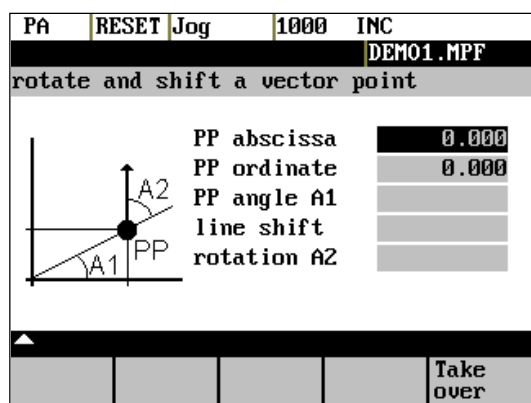 PA RESET Jog 1000 INC
DEMO1.MPF
rotate and shift a vector point
PP abscissa 0.000
PP ordinate 0.000
PP angle A1
line shift
rotation A2
A2
PP
A1
Take
over